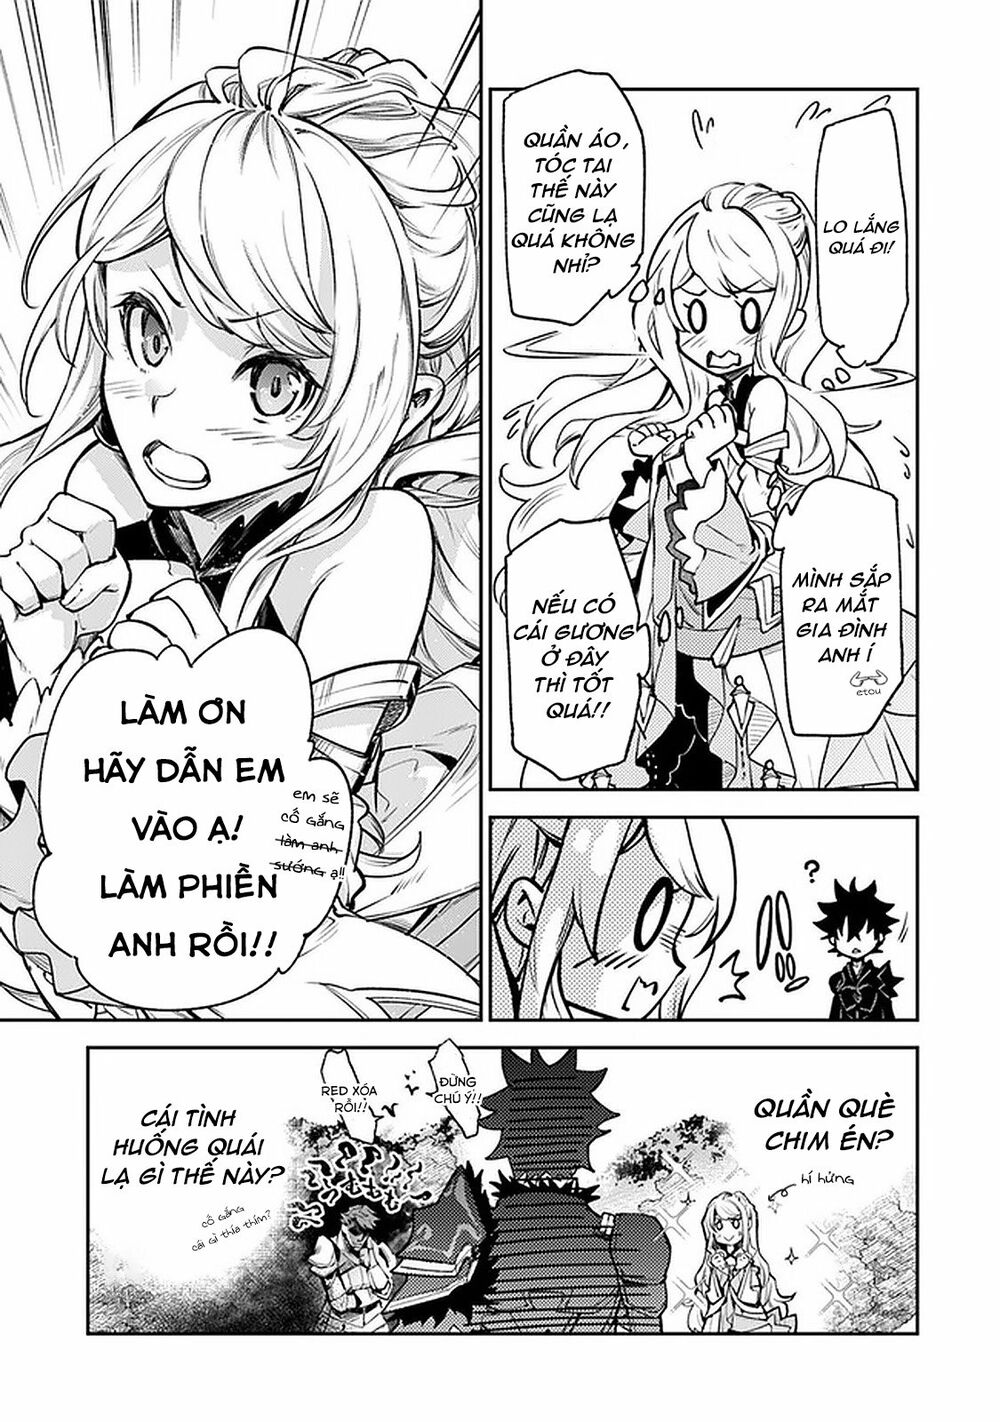 LO LẮNG
QUÁ ĐI!
QUẦN ÁO,
TÓC TAI
THẾ NÀY
CŨNG LẠ
QUÁ KHÔNG
NHỈ?
MÌNH SẮP
RA MẮT
GIA ĐÌNH
ANH Í
etou
NẾU CÓ
CÁI GƯƠNG
Ở ĐÂY
THÌ TỐT
QUÁ!!
?
LÀM ƠN
HÃY DẪN EM
VÀO Ạ!
LÀM PHIỀN
ANH RỒI!!
em sẽ
cố gắng
làm anh
sướng ạ!!
QUẦN QUÈ
CHIM ÉN?
hí hửng
ĐỪNG
CHÚ Ý!!
RED XÓA
RỒI!!
CÁI TÌNH
HUỐNG QUÁI
LẠ GÌ THẾ NÀY?
cố gắng
cái gì thía thím?